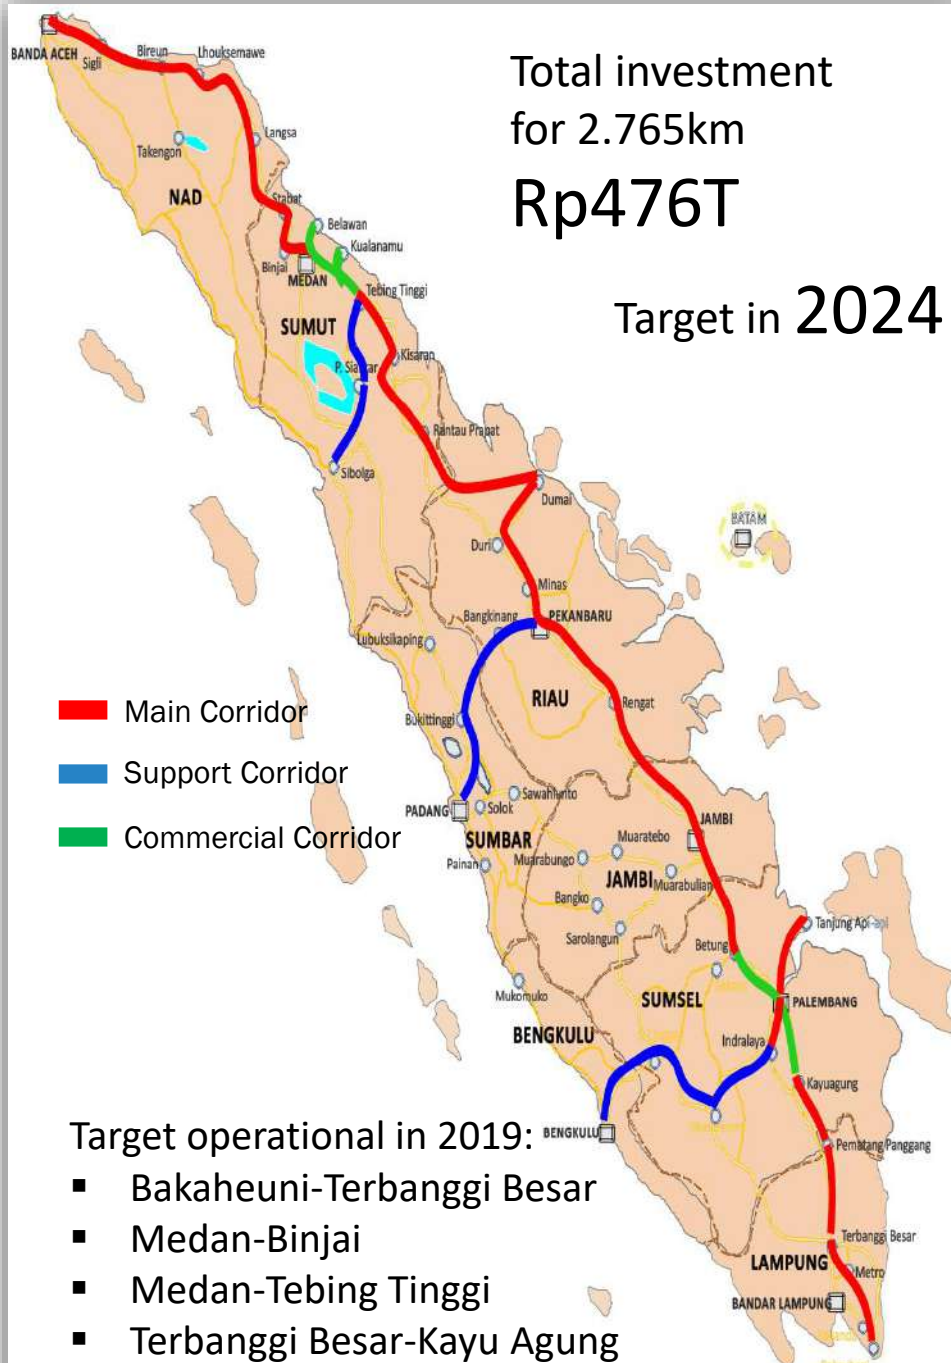 Total investment
for 2.765km
Rp476T
Target in 2024
BANDA ACEH
Sigli
Bireun
Lhouksemawe
Takengon
Langsa
NAD
Stabat
Belawan
Kualanamu
Binjai
MEDAN
Tebing Tinggi
SUMUT
Kisaran
Rantau Prapat
Sibolga
Dumai
BATAM
Duri
Minas
Bangkinang
PEKANBARU
Lubuksikaping
RIAU
Rengat
Main Corridor
Bukittinggi
Support Corridor
Commercial Corridor
Sawahlunto
PADANG
Solok
SUMBAR
JAMBI
Muaratebo
Painan
Muarabungo
JAMBI
Muarabulian
Bangko
Sarolangun
Tanjung Api-api
Betung
Mukomuko
SUMSEL
PALEMBANG
BENGKULU
Indralaya
Kayuagung
BENGKULU
Pematang Panggang
Target operational in 2019:
▪ Bakaheuni-Terbanggi Besar
▪ Medan-Binjai
▪ Medan-Tebing Tinggi
▪ Terbanggi Besar-Kayu Agung
Terbanggi Besar
LAMPUNG
Metro
BANDAR LAMPUNG